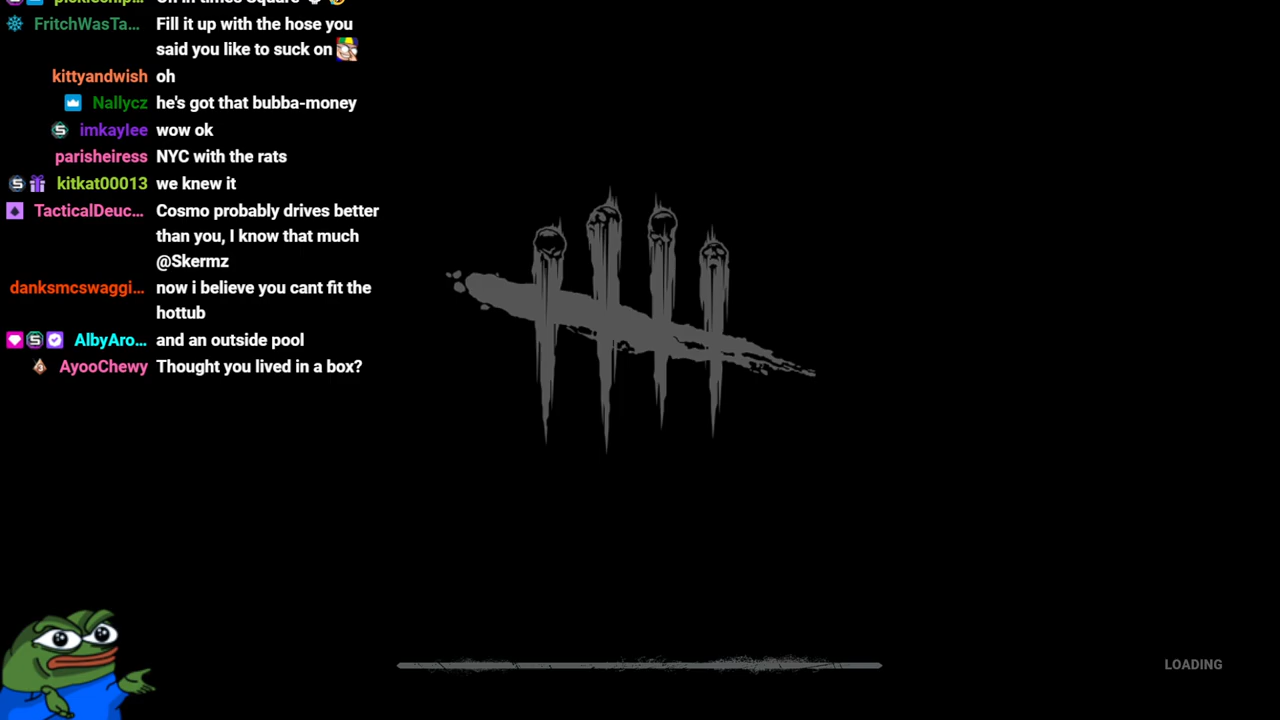 FritchWasTa... Fill it up with the hose you
said you like to suck on
kittyandwish oh
Nallycz he's got that bubba-money
imkaylee wow ok
parisheiress NYC with the rats
kitkat00013 we knew it
TacticalDeuc... Cosmo probably drives better
than you, I know that much
@Skermz
danksmcswaggi... now i believe you cant fit the
hottub
AlbyAro... and an outside pool
AyooChewy Thought you lived in a box?
LOADING